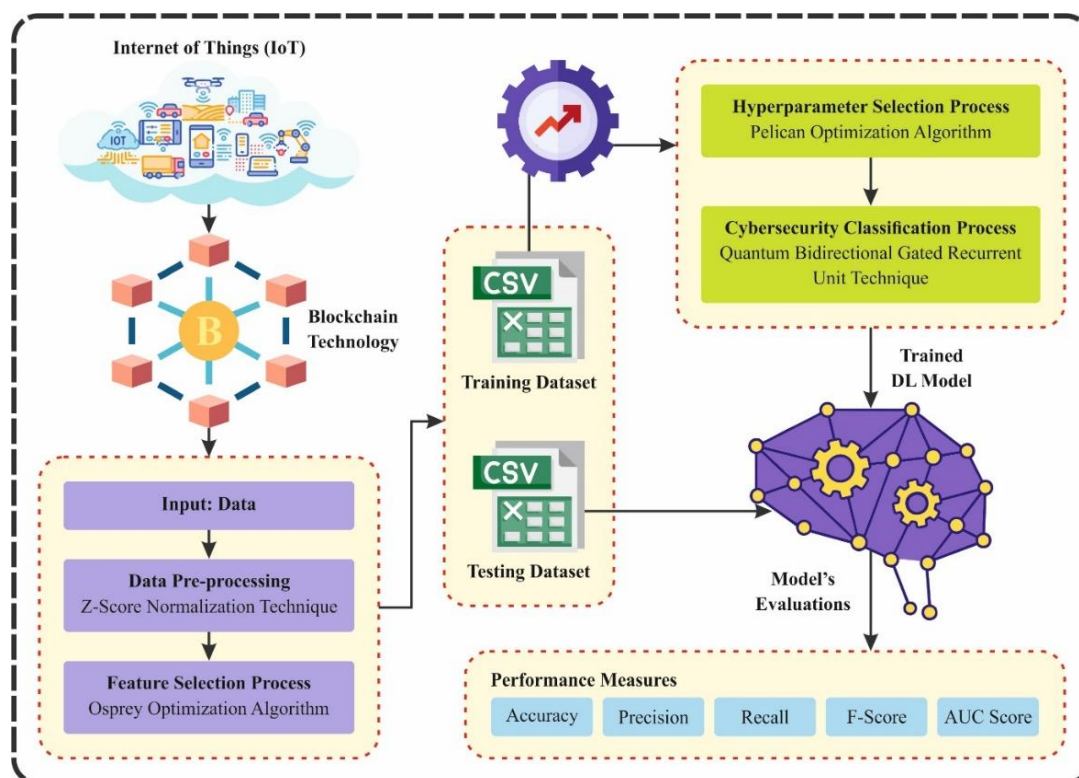 Internet of Things (IoT)
IOT
B
Blockchain
Technology
Input: Data
Data Pre-processing
Z-Score Normalization Technique
Feature Selection Process
Osprey Optimization Algorithm
CSV
Training Dataset
CSV
Testing Dataset
Hyperparameter Selection Process
Pelican Optimization Algorithm
Cybersecurity Classification Process
Quantum Bidirectional Gated Recurrent
Unit Technique
Trained
DL Model
Model's
Evaluations
Performance Measures
Accuracy
Precision
Recall
F-Score
AUC Score